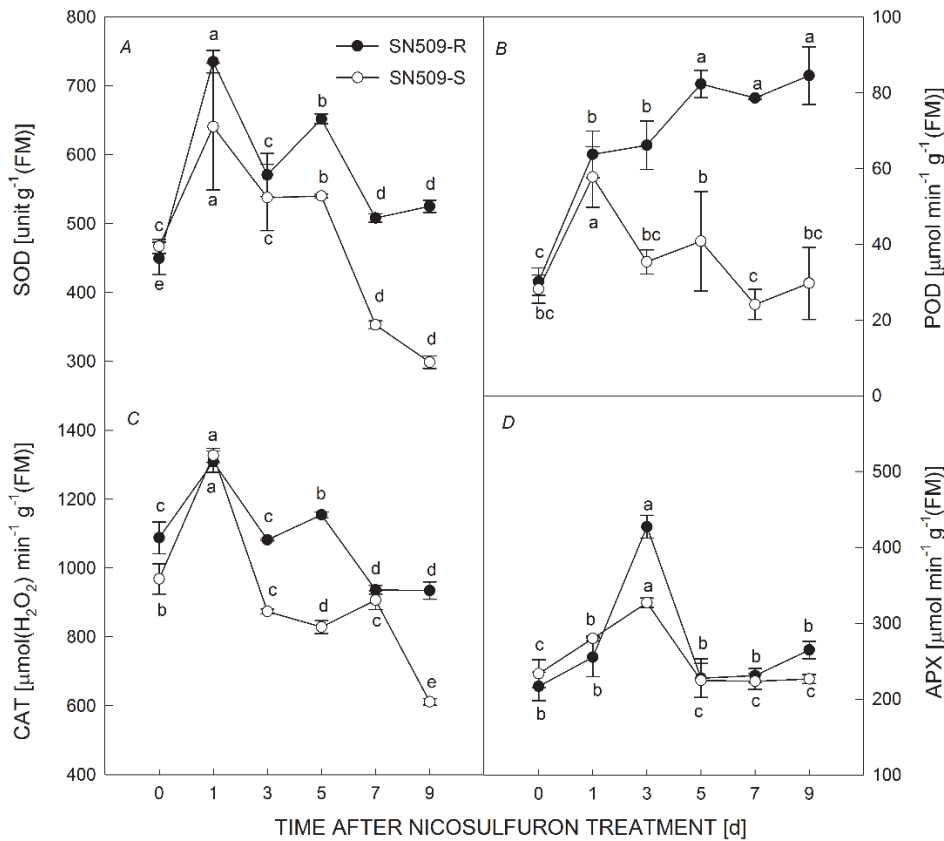 A
SN509-R
SN509-S
SOD [unit g⁻¹(FM)]
800
700
600
500
400
300
a
b
c
c
d
d
e
a
c
b
d
d
B
POD [μmol min⁻¹ g⁻¹(FM)]
100
80
60
40
20
0
a
a
a
b
b
c
b
bc
a
bc
c
bc
C
CAT [μmol(H₂O₂) min⁻¹ g⁻¹(FM)]
1400
1200
1000
800
600
400
a
c
c
b
d
d
b
a
c
d
c
e
D
APX [μmol min⁻¹ g⁻¹(FM)]
500
400
300
200
100
a
c
b
a
b
b
b
b
b
c
c
c
0 1 3 5 7 9
0 1 3 5 7 9
TIME AFTER NICOSULFURON TREATMENT [d]